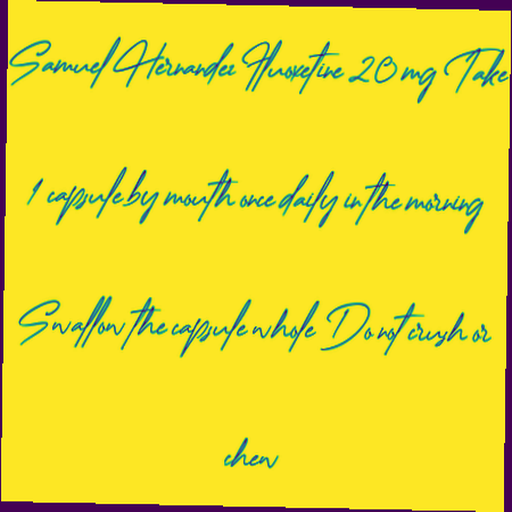 Samuel Hernandez Fluoxetine 20 mg Take
1 capsule by mouth once daily in the morning
Swallow the capsule whole Do not crush or
chew